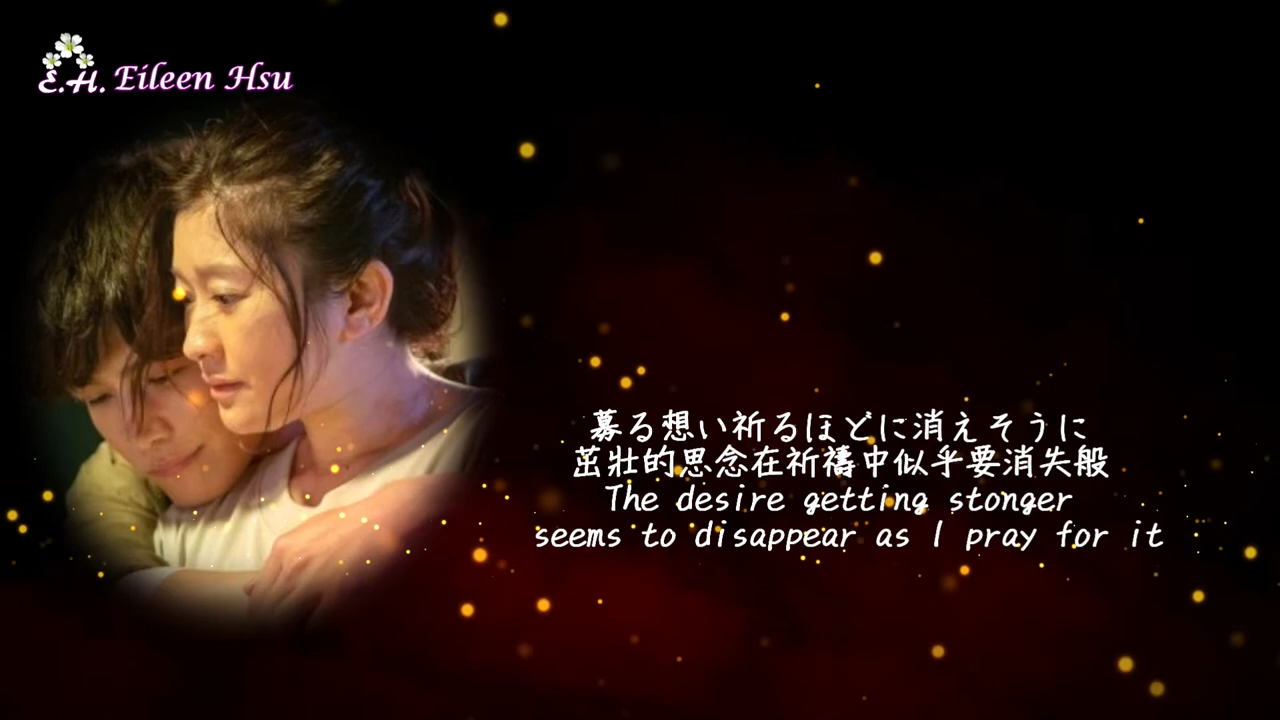 E.H. Eileen Hsu
募る想い祈るほどに消えそうに
茁壯的思念在祈禱中似乎要消失般
The desire getting stonger
seems to disappear as I pray for it